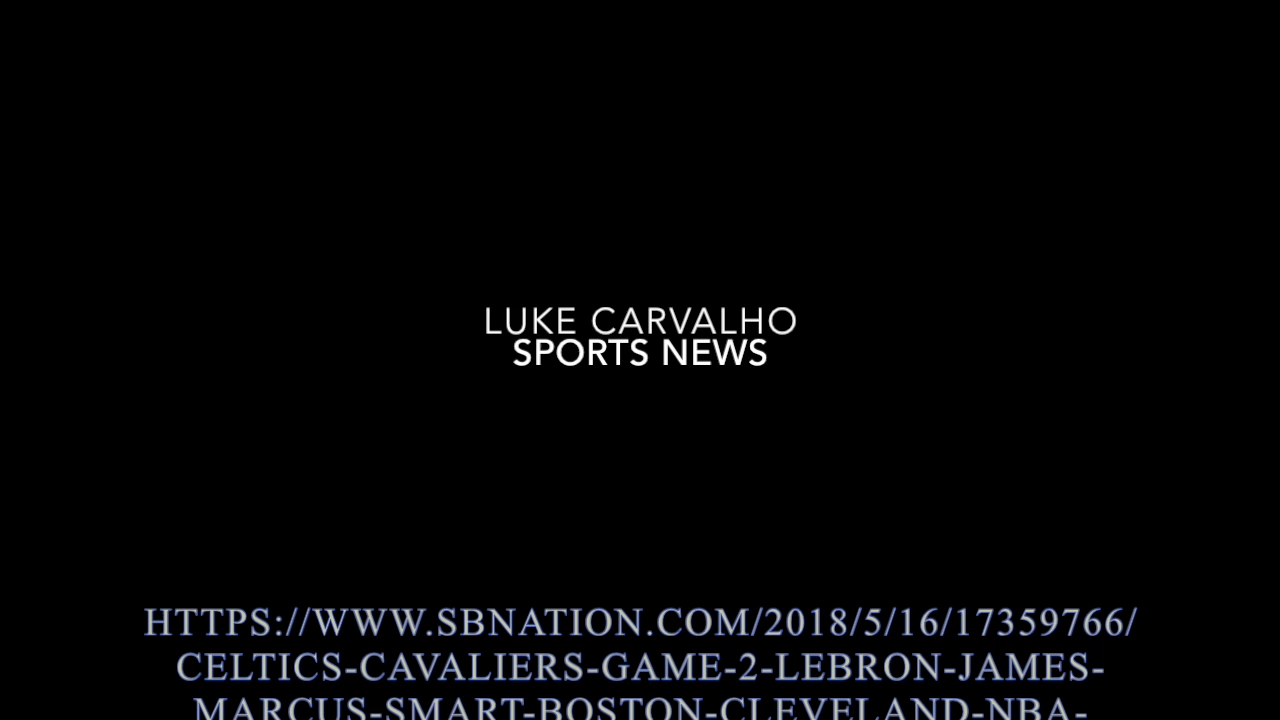 LUKE CARVALHO
SPORTS NEWS
HTTPS://WWW.SBNATION.COM/2018/5/16/17359766/
CELTICS-CAVALIERS-GAME-2-LEBRON-JAMES-
MARCUS-SMART-BOSTON-CLEVELAND-NBA-